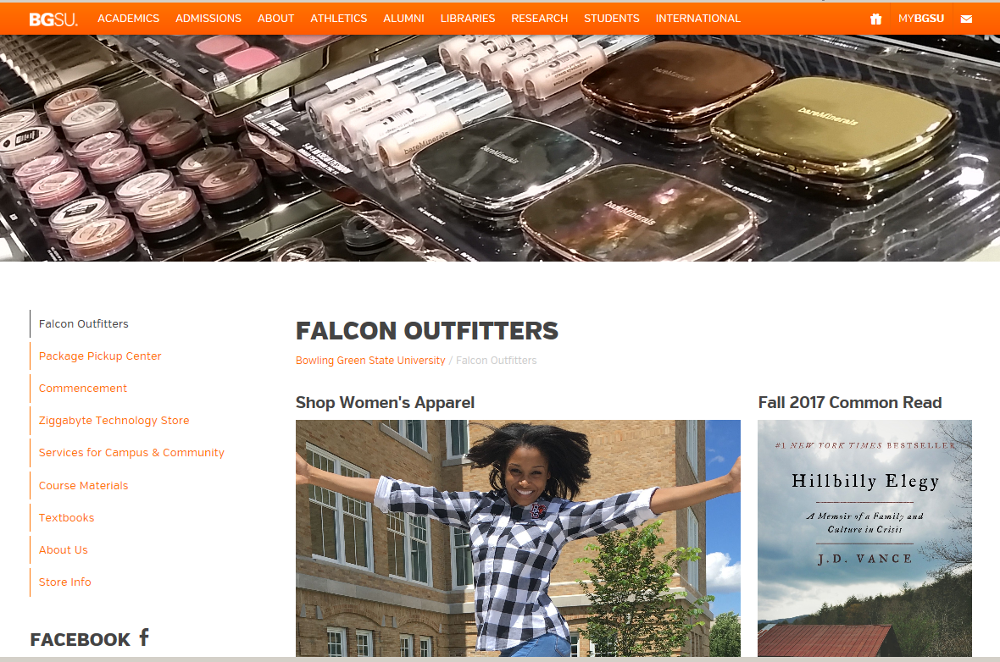 BGSU.
ACADEMICS ADMISSIONS ABOUT ATHLETICS ALUMNI LIBRARIES RESEARCH STUDENTS INTERNATIONAL
MYBGSU
bareMinerals
bareMinerals
bareMinerals
bareMinerals
bareMinerals
Falcon Outfitters
Package Pickup Center
Commencement
Ziggabyte Technology Store
Services for Campus & Community
Course Materials
Textbooks
About Us
Store Info
FACEBOOK f
FALCON OUTFITTERS
Bowling Green State University / Falcon Outfitters
Shop Women's Apparel
Fall 2017 Common Read
#1 NEW YORK TIMES BESTSELLER
Hillbilly Elegy
A Memoir of a Family and
Culture in Crisis
J.D. VANCE